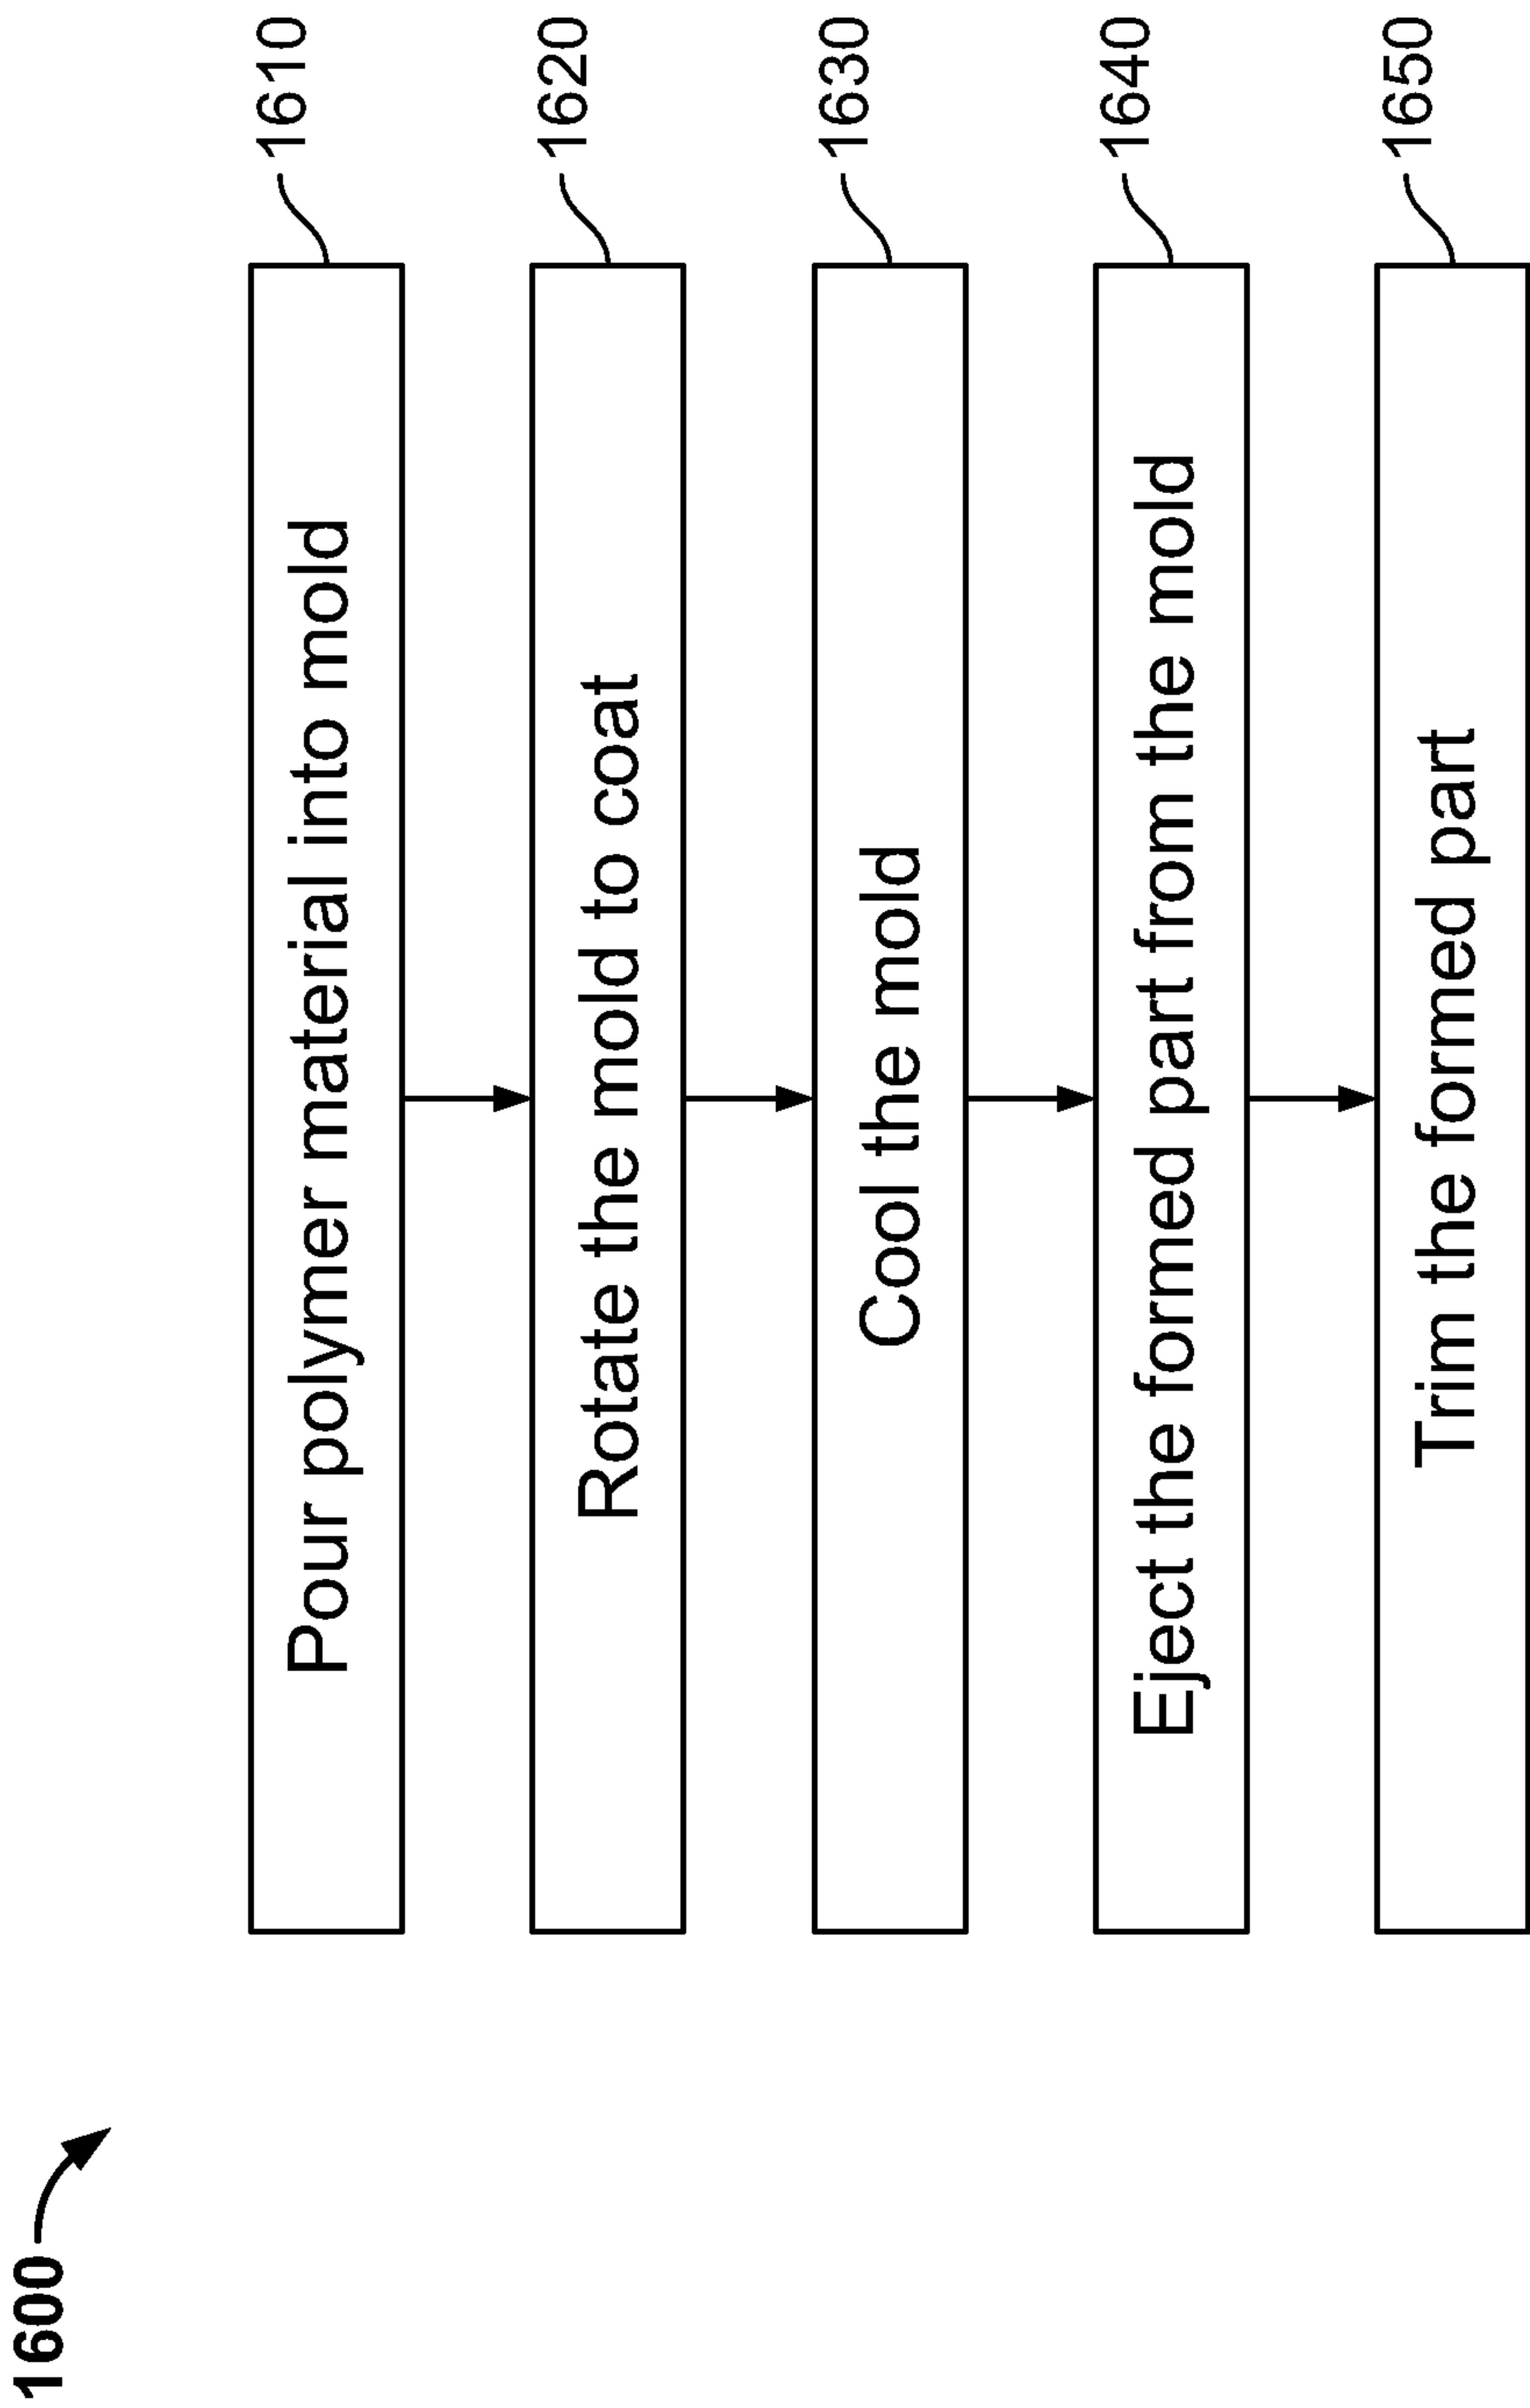 1600
Pour polymer material into mold
1610
Rotate the mold to coat
1620
Cool the mold
1630
Eject the formed part from the mold
1640
Trim the formed part
1650